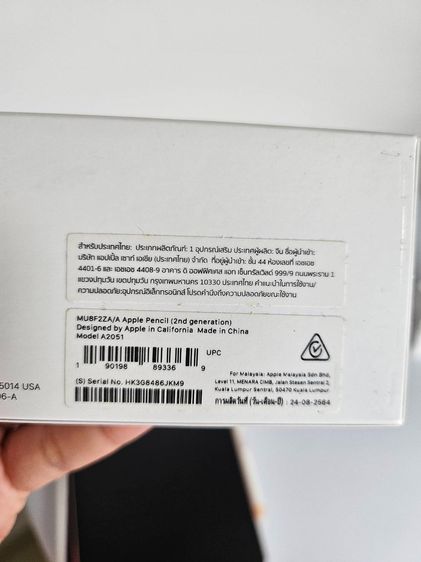 สำหรับประเทศไทย: ประเภทผลิตภัณฑ์: 1 อุปกรณ์เสริม ประเทศผู้ผลิต: จีน ชื่อผู้นำเข้า:
บริษัท แอปเปิ้ล เซาท์ เอเชีย (ประเทศไทย) จำกัด ที่อยู่ผู้นำเข้า: ชั้น 44 ห้องเลขที่ เอชเอช
4401-6 และ เอชเอช 4408-9 อาคาร ดิ ออฟฟิศเศส แอท เซ็นทรัลเวิลด์ 999/9 ถนนพระราม 1
แขวงปทุมวัน เขตปทุมวัน กรุงเทพมหานคร 10330 ประเทศไทย คำแนะนำในการใช้งาน/
ความปลอดภัย:อุปกรณ์อิเล็กทรอนิกส์ โปรดคำนึงถึงความปลอดภัยขณะใช้งาน
MU8F2ZA/A Apple Pencil (2nd generation)
Designed by Apple in California Made in China
Model A2051
UPC
1 90198 89336 9
(S) Serial No. HK3G8486JKM9
For Malaysia: Apple Malaysia Sdn Bhd,
Level 11, MENARA CIMB, Jalan Stesen Sentral 2,
Kuala Lumpur Sentral, 50470 Kuala Lumpur.
การผลิตวันที่ (วัน-เดือน-ปี) : 24-08-2564
5014 USA
06-A